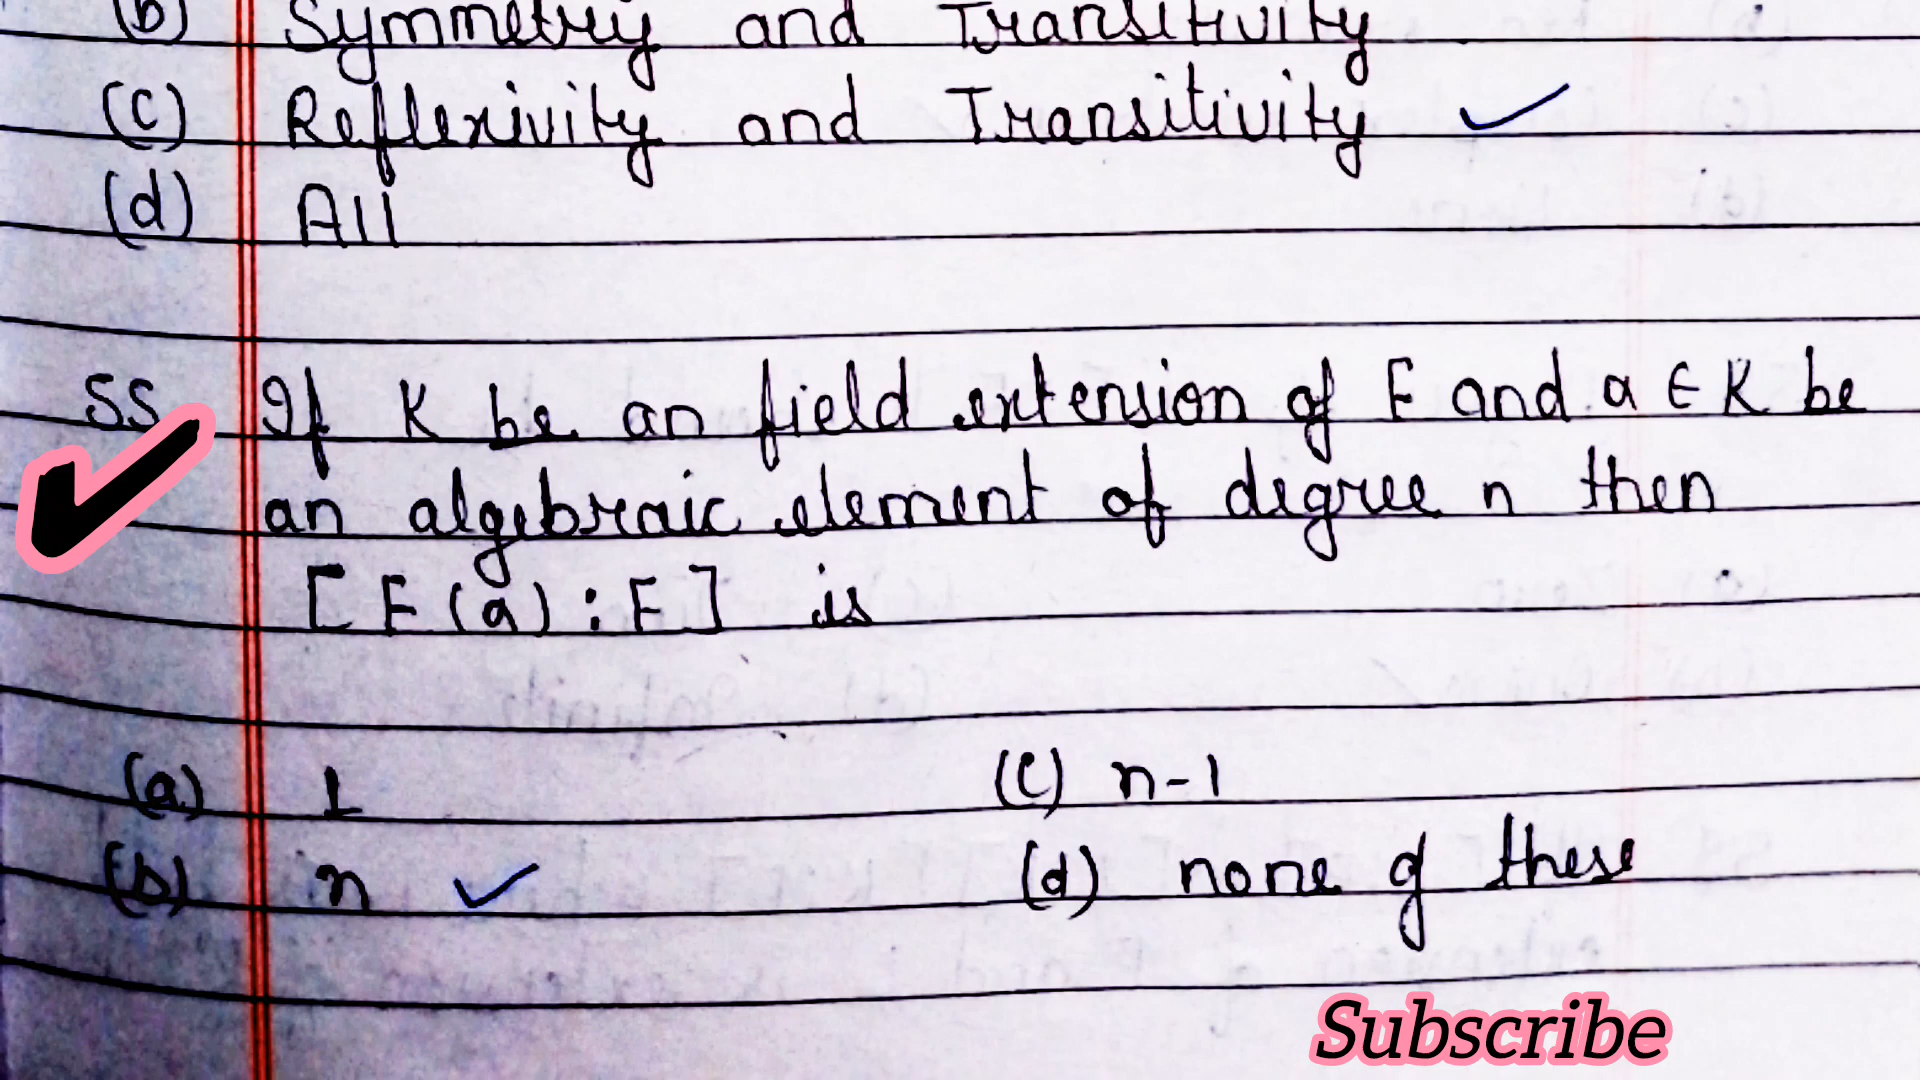 (b) Symmetry and Transitivity
(c) Reflexivity and Transitivity ✓
(d) All
55 If K be an field extension of F and a ∈ K be
an algebraic element of degree n then
[F(a):F] is
(a) 1 (c) n-1
(b) n ✓ (d) none of these
Subscribe